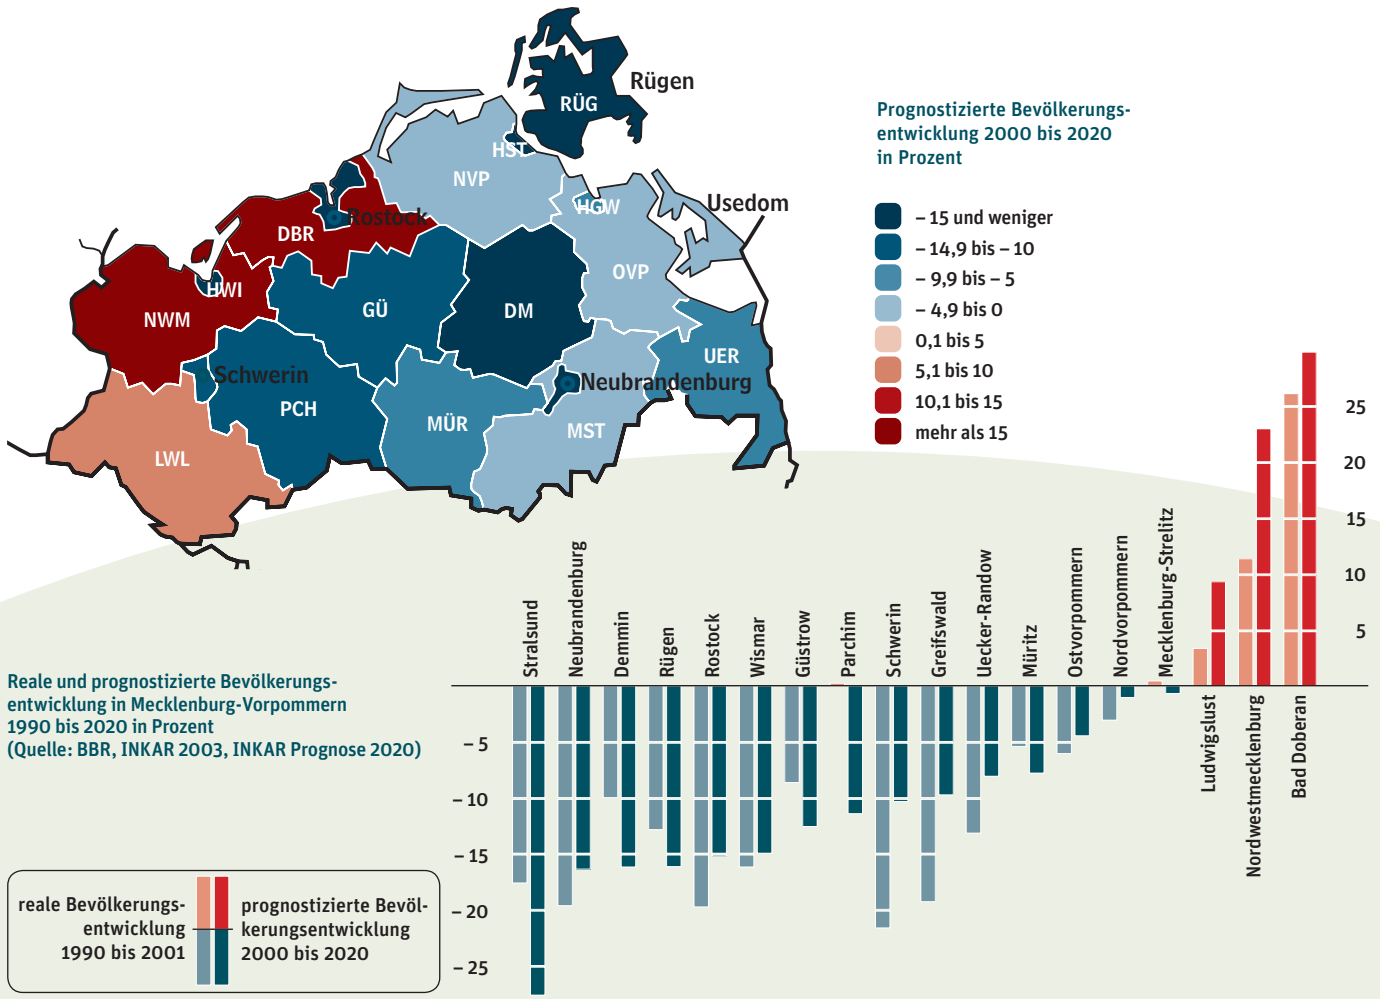 Rügen
RÜG
HST
NVP
HGW
Usedom
Rostock
DBR
OVP
HWI
NWM
GÜ
DM
UER
Schwerin
Neubrandenburg
PCH
MÜR
MST
LWL
Prognostizierte Bevölkerungs-
entwicklung 2000 bis 2020
in Prozent
– 15 und weniger
– 14,9 bis – 10
– 9,9 bis – 5
– 4,9 bis 0
0,1 bis 5
5,1 bis 10
10,1 bis 15
mehr als 15
Reale und prognostizierte Bevölkerungs-
entwicklung in Mecklenburg-Vorpommern
1990 bis 2020 in Prozent
(Quelle: BBR, INKAR 2003, INKAR Prognose 2020)
25
20
15
10
5
– 5
– 10
– 15
– 20
– 25
Stralsund
Neubrandenburg
Demmin
Rügen
Rostock
Wismar
Güstrow
Parchim
Schwerin
Greifswald
Uecker-Randow
Müritz
Ostvorpommern
Nordvorpommern
Mecklenburg-Strelitz
Ludwigslust
Nordwestmecklenburg
Bad Doberan
reale Bevölkerungs-
entwicklung
1990 bis 2001
prognostizierte Bevöl-
kerungsentwicklung
2000 bis 2020